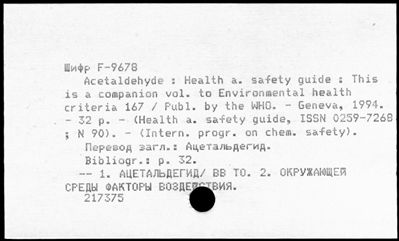 Шифр F-9678
Acetaldehyde : Health a. safety guide : This
is a companion vol. to Environmental health
criteria 167 / Publ. by the WHO. - Geneva, 1994.
- 32 p. - (Health a. safety guide, ISSN 0259-7268
; N 90). - (Intern. progr. on chem. safety).
Перевод загл.: Ацетальдегид.
Bibliogr.: p. 32.
-- 1. АЦЕТАЛЬДЕГИД/ ВВ ТО. 2. ОКРУЖАЮЩЕЙ
СРЕДЫ ФАКТОРЫ ВОЗДЕЙСТВИЯ.
217375